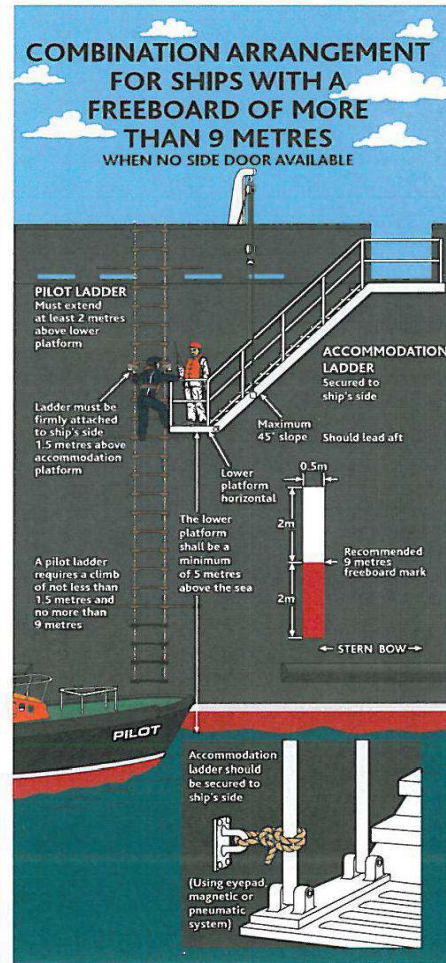 COMBINATION ARRANGEMENT
FOR SHIPS WITH A
FREEBOARD OF MORE
THAN 9 METRES
WHEN NO SIDE DOOR AVAILABLE
PILOT LADDER
Must extend
at least 2 metres
above lower
platform
ACCOMMODATION
LADDER
Secured to
ship's side
Ladder must be
firmly attached
to ship's side
1.5 metres above
accommodation
platform
Maximum
45° slope
Should lead aft
Lower
platform
horizontal
0.5m
2m
2m
Recommended
9 metres
freeboard mark
The lower
platform
shall be a
minimum
of 5 metres
above the sea
A pilot ladder
requires a climb
of not less than
1.5 metres and
no more than
9 metres
STERN BOW
PILOT
Accommodation
ladder should
be secured to
ship's side
(Using eyepad,
magnetic or
pneumatic
system)